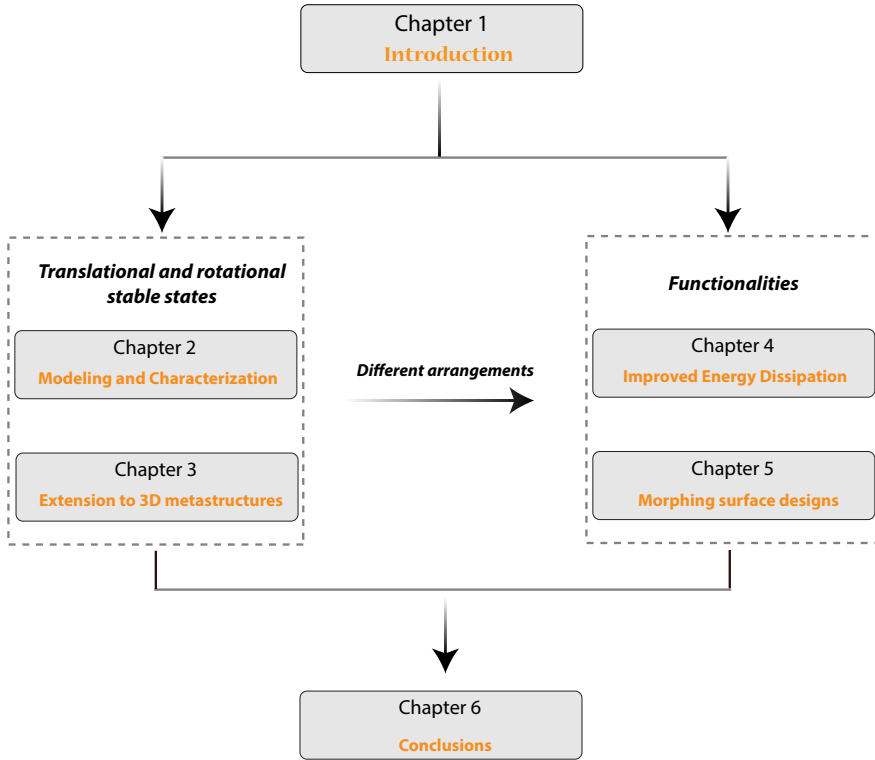 Chapter 1
Introduction
Translational and rotational
stable states
Chapter 2
Modeling and Characterization
Chapter 3
Extension to 3D metastructures
Different arrangements
Functionalities
Chapter 4
Improved Energy Dissipation
Chapter 5
Morphing surface designs
Chapter 6
Conclusions